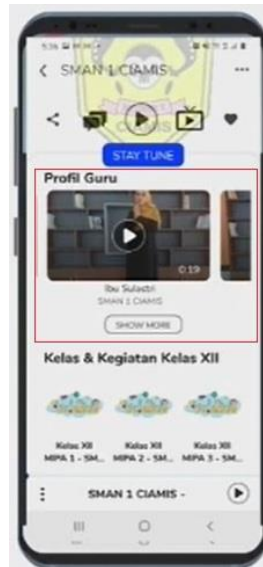 5:36
SMAN 1 CIAMIS
STAY TUNE
Profil Guru
0:19
Ibu Sulastri
SMAN 1 CIAMIS
SHOW MORE
Kelas & Kegiatan Kelas XII
Kelas XII Kelas XII Kelas XII
MIPA 1 - SM... MIPA 2 - SM... MIPA 3 - SM...
SMAN 1 CIAMIS -